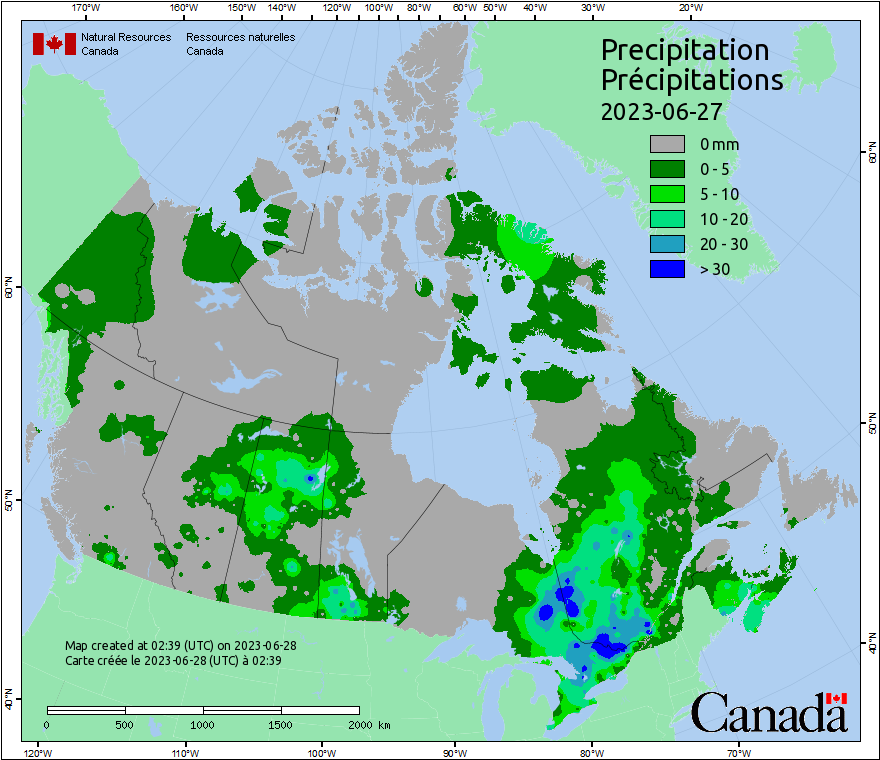 170°W 160°W 150°W 140°W 130°W 120°W 110°W 100°W 90°W 80°W 60°W 50°W 40°W 30°W 20°W
Natural Resources Ressources naturelles
Canada Canada
Precipitation
Précipitations
2023-06-27
0 mm
0 - 5
5 - 10
10 - 20
20 - 30
> 30
60°N
60°N
50°N
50°N
40°N
40°N
Map created at 02:39 (UTC) on 2023-06-28
Carte créée le 2023-06-28 (UTC) à 02:39
0 500 1000 1500 2000 km
Canada
120°W 110°W 100°W 90°W 80°W 70°W